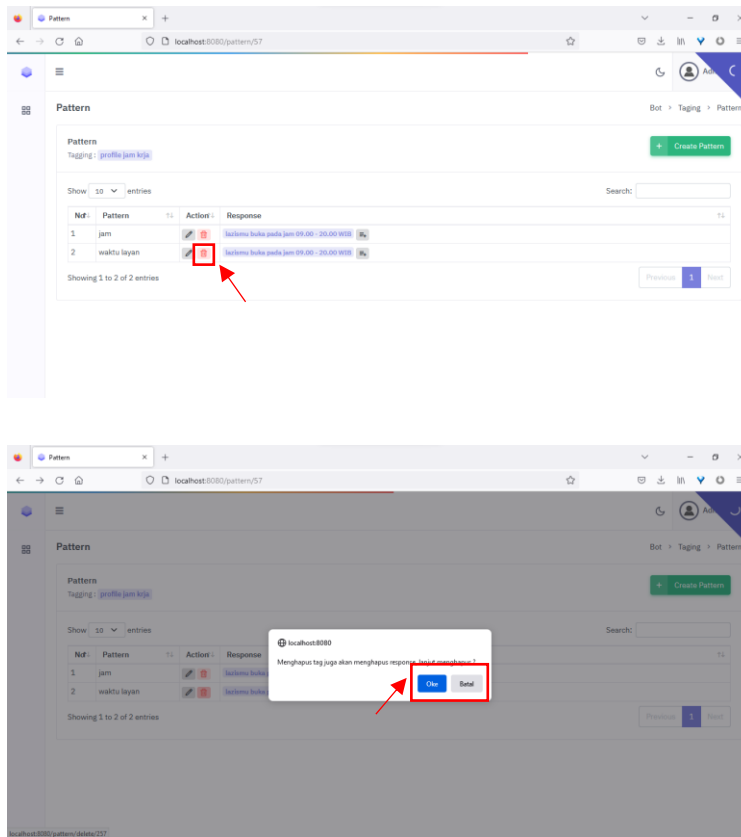 Pattern
localhost:8080/pattern/57
Pattern
Bot > Taging > Pattern
Pattern
Tagging : profile jam krja
+ Create Pattern
Show 10 entries
Search:
No Pattern Action Response
1 jam lazismu buka pada jam 09.00 - 20.00 WIB
2 waktu layan lazismu buka pada jam 09.00 - 20.00 WIB
Showing 1 to 2 of 2 entries
Previous 1 Next
Pattern
localhost:8080/pattern/57
Pattern
Bot > Taging > Pattern
Pattern
Tagging : profile jam krja
+ Create Pattern
Show 10 entries
Search:
localhost:8080
No Pattern Action Response
Menghapus tag juga akan menghapus response, lanjut menghapus ?
1 jam lazismu buka
2 waktu layan lazismu buka
Oke Batal
Showing 1 to 2 of 2 entries
Previous 1 Next
localhost:8080/pattern/delete/257